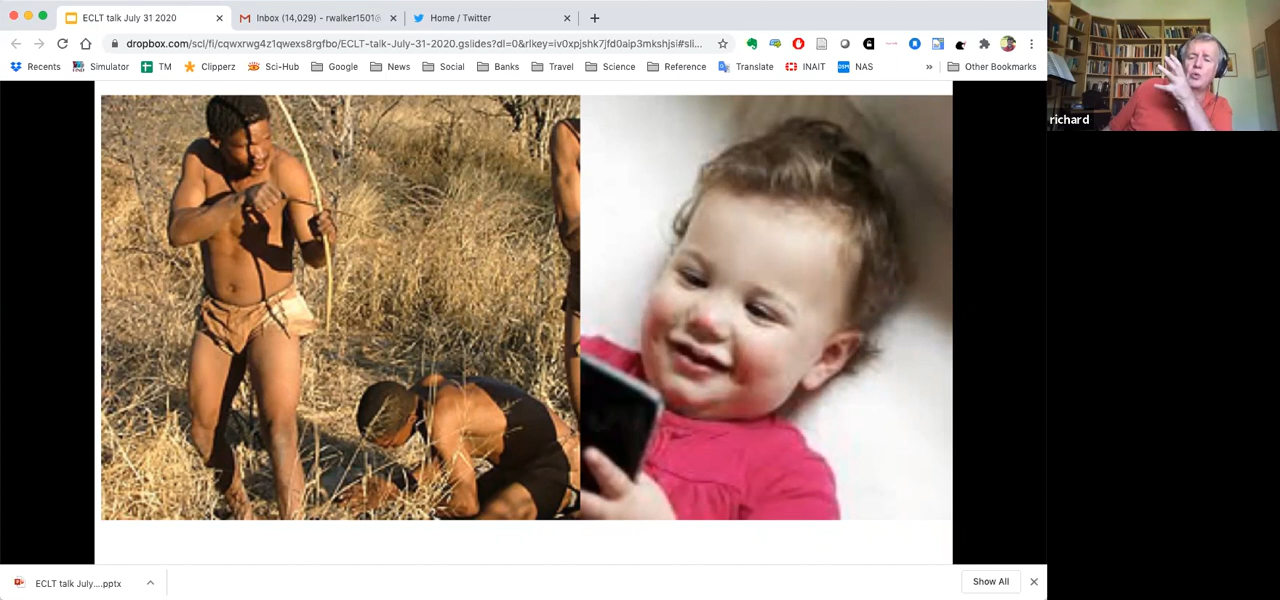 ECLT talk July 31 2020
Inbox (14,029) - rwalker1501@
Home / Twitter
dropbox.com/scl/fi/cqwxrwg4z1qwexs8rgfbo/ECLT-talk-July-31-2020.gslides?dl=0&rlkey=iv0xpjshk7jfd0aip3mkshjsi#sli...
Recents
Simulator
TM
Clipperz
Sci-Hub
Google
News
Social
Banks
Travel
Science
Reference
Translate
INAIT
NAS
»
Other Bookmarks
richard
ECLT talk July....pptx
Show All